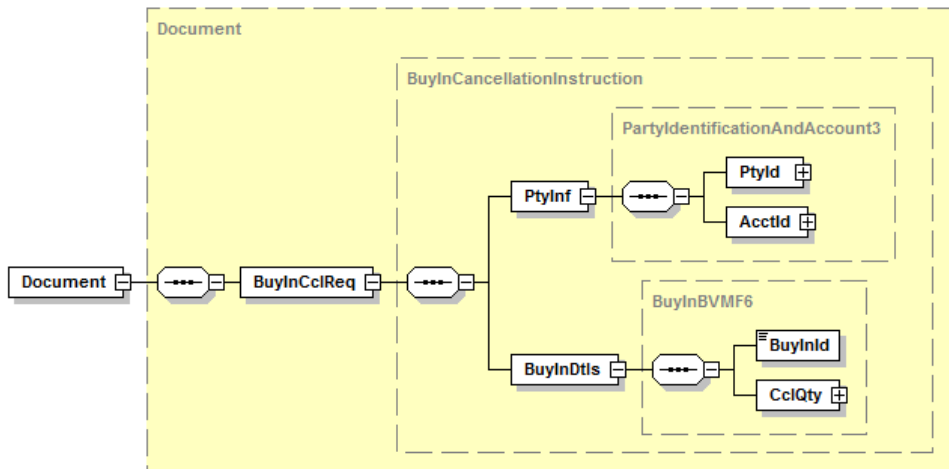 Document
BuyInCancellationInstruction
PartyIdentificationAndAccount3
PtyId
PtyInf
AcctId
Document
BuyInCclReq
BuyInBVMF6
BuyInId
BuyInDtls
CclQty